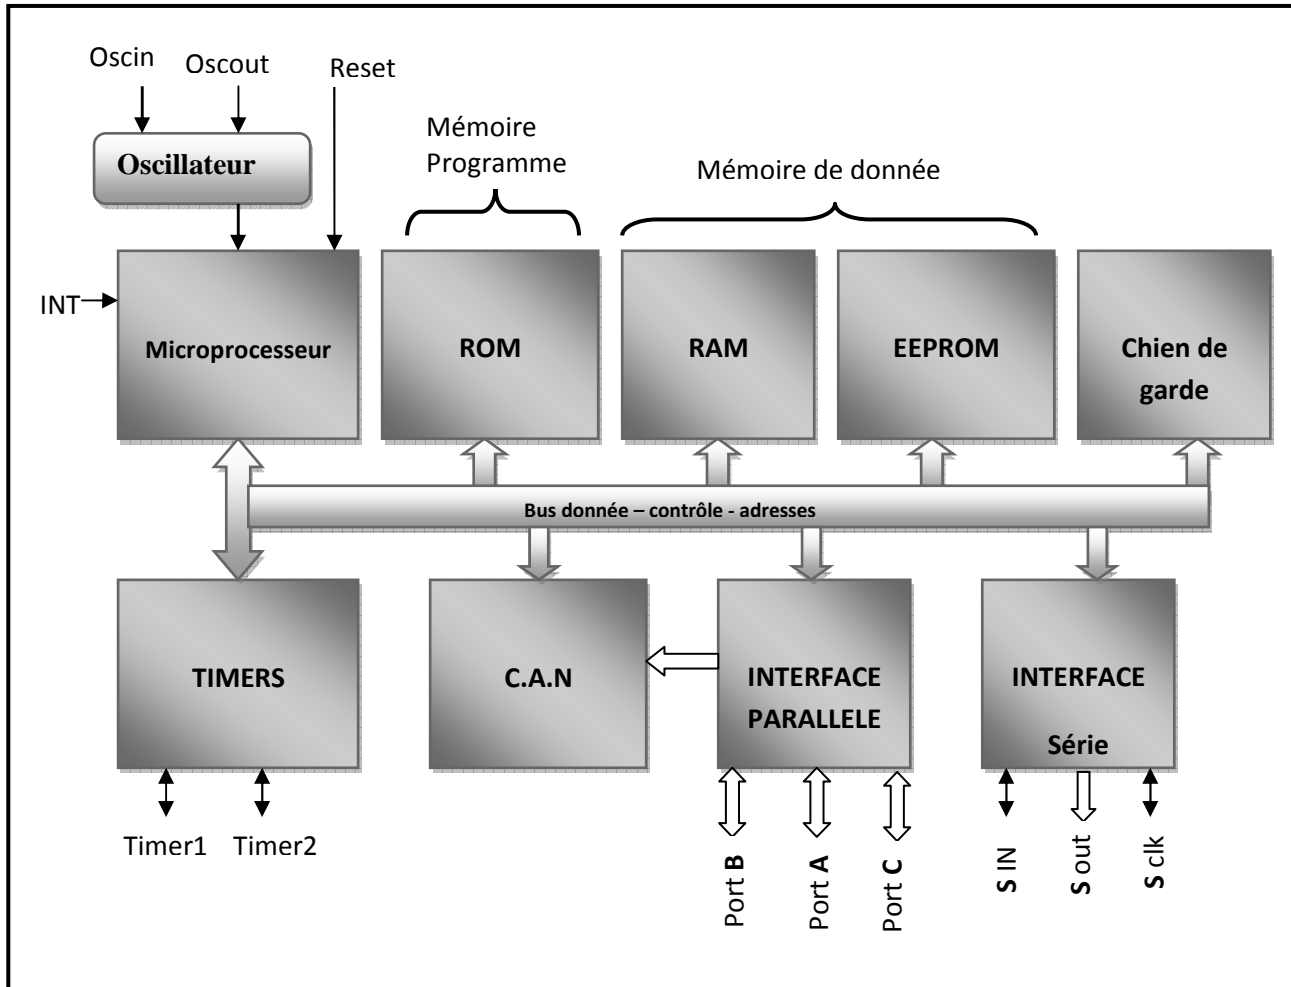 Oscin
Oscout
Reset
Oscillateur
Mémoire
Programme
Mémoire de donnée
INT
Microprocesseur
ROM
RAM
EEPROM
Chien de
garde
Bus donnée – contrôle - adresses
TIMERS
C.A.N
INTERFACE
PARALLELE
INTERFACE
Série
Timer1
Timer2
Port B
Port A
Port C
S IN
S out
S clk